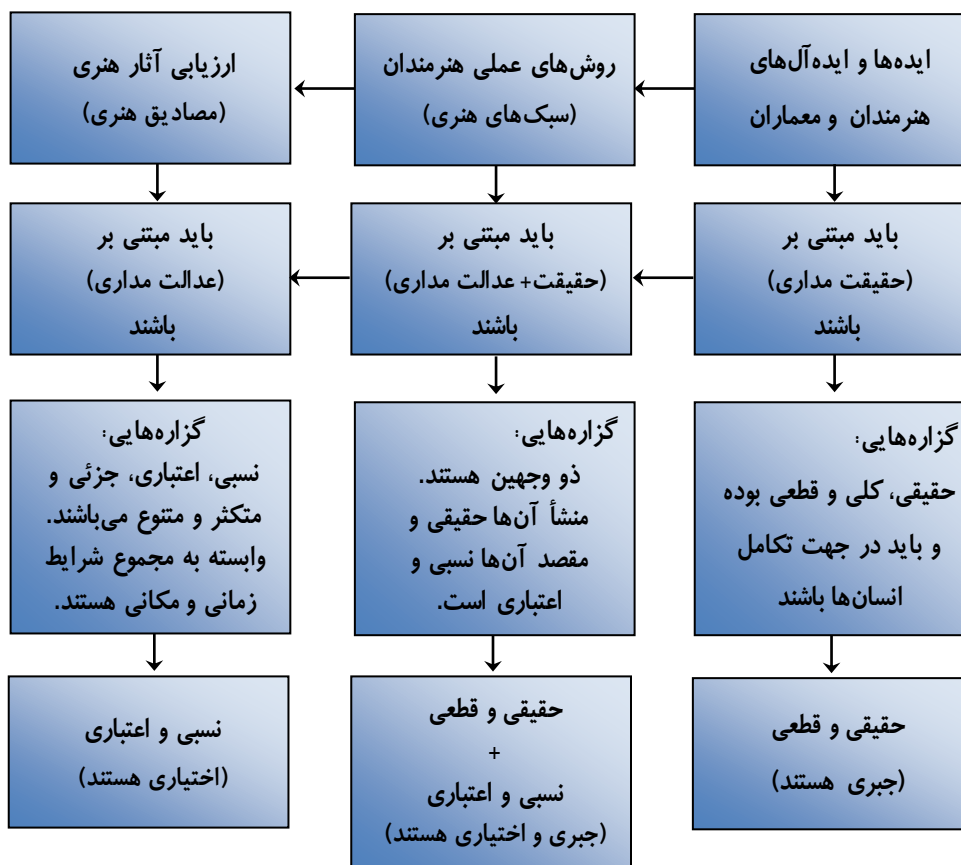 ایده‌ها و ایده‌آل‌های
هنرمندان و معماران
روش‌های عملی هنرمندان
(سبک‌های هنری)
ارزیابی آثار هنری
(مصادیق هنری)
باید مبتنی بر
(حقیقت مداری)
باشند
باید مبتنی بر
(حقیقت+ عدالت مداری)
باشند
باید مبتنی بر
(عدالت مداری)
باشند
گزاره‌هایی:
حقیقی، کلی و قطعی بوده
و باید در جهت تکامل
انسان‌ها باشند
گزاره‌هایی:
ذو وجهین هستند.
منشأ آن‌ها حقیقی و
مقصد آن‌ها نسبی و
اعتباری است.
گزاره‌هایی:
نسبی، اعتباری، جزئی و
متکثر و متنوع می‌باشند.
وابسته به مجموع شرایط
زمانی و مکانی هستند.
حقیقی و قطعی
(جبری هستند)
حقیقی و قطعی
+
نسبی و اعتباری
(جبری و اختیاری هستند)
نسبی و اعتباری
(اختیاری هستند)